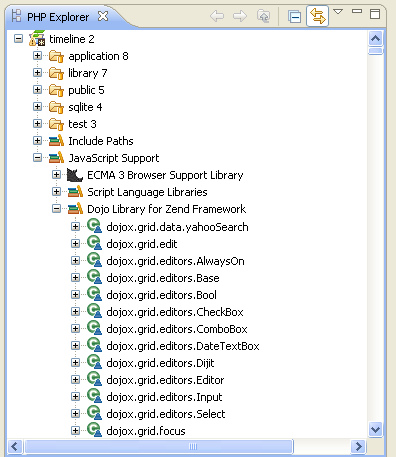 PHP Explorer
timeline 2
application 8
library 7
public 5
sqlite 4
test 3
Include Paths
JavaScript Support
ECMA 3 Browser Support Library
Script Language Libraries
Dojo Library for Zend Framework
dojox.grid.data.yahooSearch
dojox.grid.edit
dojox.grid.editors.AlwaysOn
dojox.grid.editors.Base
dojox.grid.editors.Bool
dojox.grid.editors.CheckBox
dojox.grid.editors.ComboBox
dojox.grid.editors.DateTextBox
dojox.grid.editors.Dijit
dojox.grid.editors.Editor
dojox.grid.editors.Input
dojox.grid.editors.Select
dojox.grid.focus